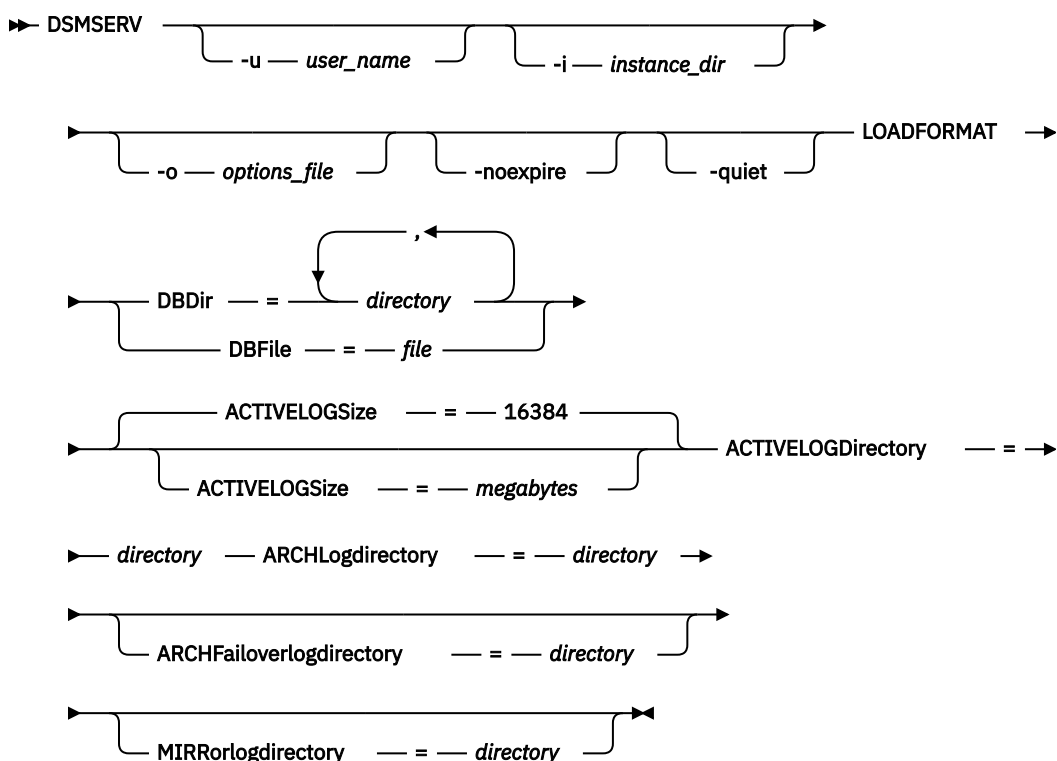 DSMSERV
-u user_name
-i instance_dir
-o options_file
-noexpire
-quiet
LOADFORMAT
,
DBDir = directory
DBFile = file
ACTIVELOGSize = 16384
ACTIVELOGSize = megabytes
ACTIVELOGDirectory =
directory ARCHLogdirectory = directory
ARCHFailoverlogdirectory = directory
MIRRorlogdirectory = directory